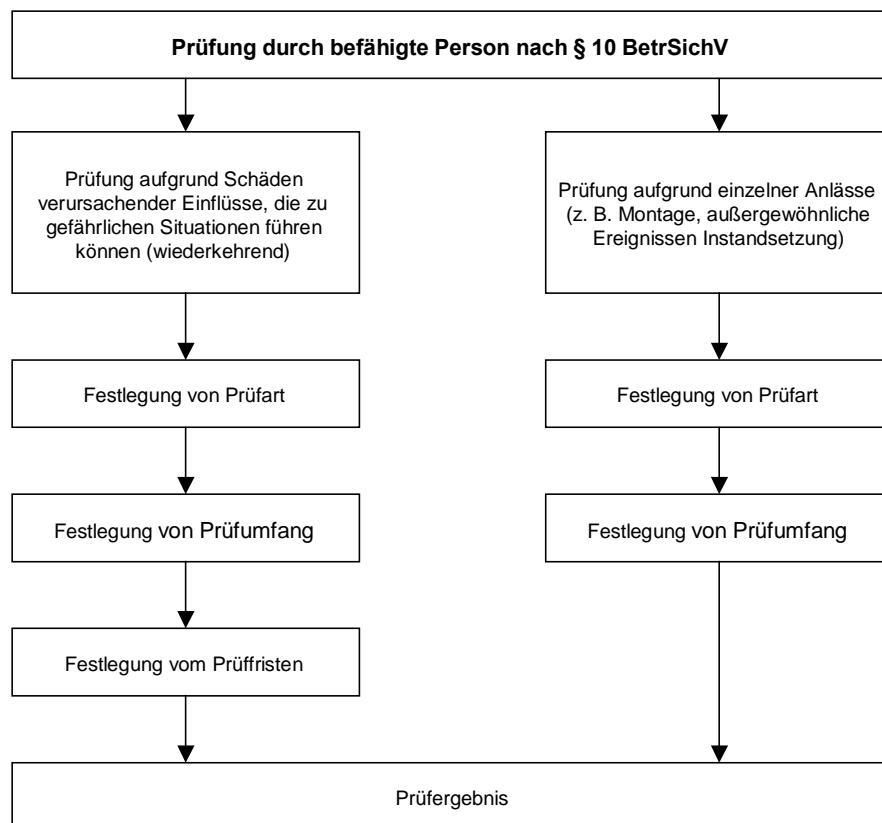 Prüfung durch befähigte Person nach § 10 BetrSichV
Prüfung aufgrund Schäden
verursachender Einflüsse, die zu
gefährlichen Situationen führen
können (wiederkehrend)
Prüfung aufgrund einzelner Anlässe
(z. B. Montage, außergewöhnliche
Ereignissen Instandsetzung)
Festlegung von Prüfart
Festlegung von Prüfart
Festlegung von Prüfumfang
Festlegung von Prüfumfang
Festlegung vom Prüffristen
Prüfergebnis